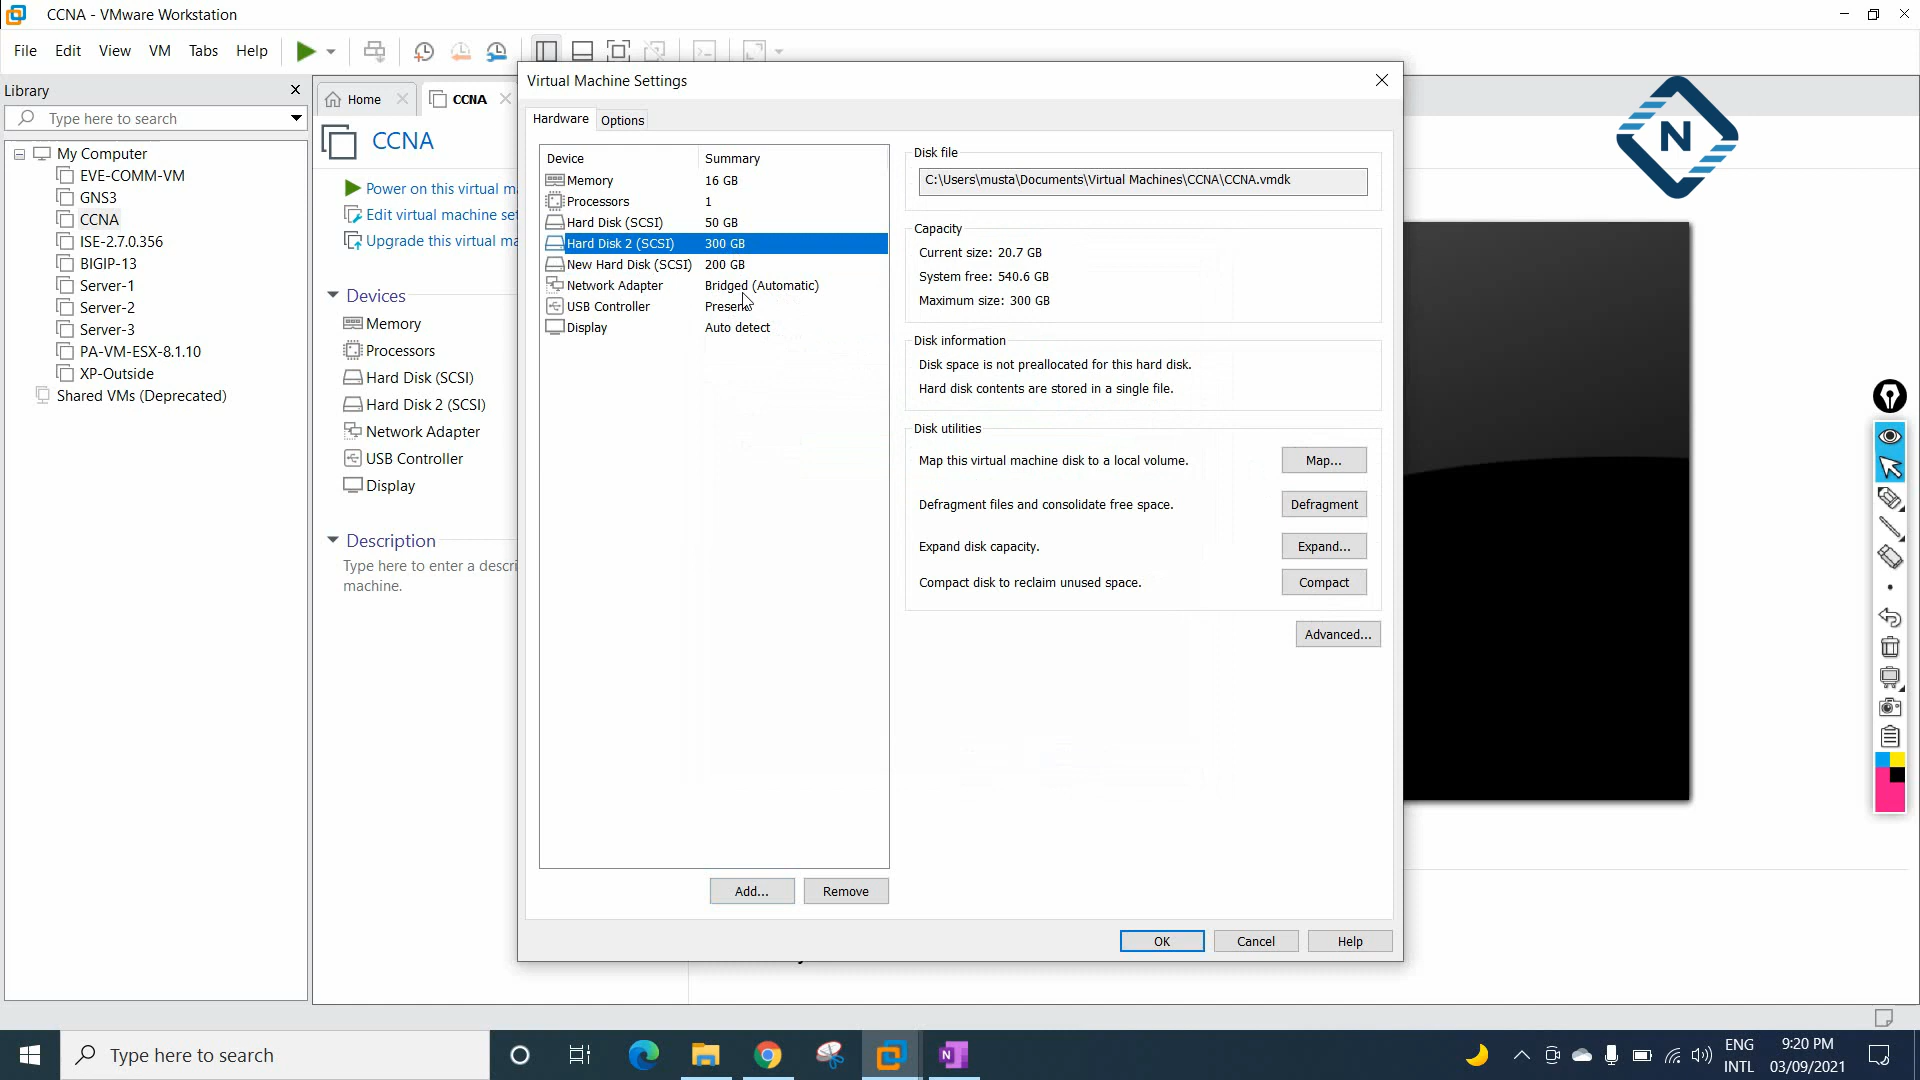 CCNA - VMware Workstation
File Edit View VM Tabs Help
Library
Type here to search
My Computer
EVE-COMM-VM
GNS3
CCNA
ISE-2.7.0.356
BIGIP-13
Server-1
Server-2
Server-3
PA-VM-ESX-8.1.10
XP-Outside
Shared VMs (Deprecated)
Home
CCNA
CCNA
Power on this virtual m
Edit virtual machine set
Upgrade this virtual ma
Devices
Memory
Processors
Hard Disk (SCSI)
Hard Disk 2 (SCSI)
Network Adapter
USB Controller
Display
Description
Type here to enter a descri
machine.
Virtual Machine Settings
Hardware Options
Device Summary
Memory 16 GB
Processors 1
Hard Disk (SCSI) 50 GB
Hard Disk 2 (SCSI) 300 GB
New Hard Disk (SCSI) 200 GB
Network Adapter Bridged (Automatic)
USB Controller Present
Display Auto detect
Add... Remove
Disk file
C:\Users\musta\Documents\Virtual Machines\CCNA\CCNA.vmdk
Capacity
Current size: 20.7 GB
System free: 540.6 GB
Maximum size: 300 GB
Disk information
Disk space is not preallocated for this hard disk.
Hard disk contents are stored in a single file.
Disk utilities
Map this virtual machine disk to a local volume. Map...
Defragment files and consolidate free space. Defragment
Expand disk capacity. Expand...
Compact disk to reclaim unused space. Compact
Advanced...
OK Cancel Help
N
Type here to search
N
ENG
INTL
9:20 PM
03/09/2021